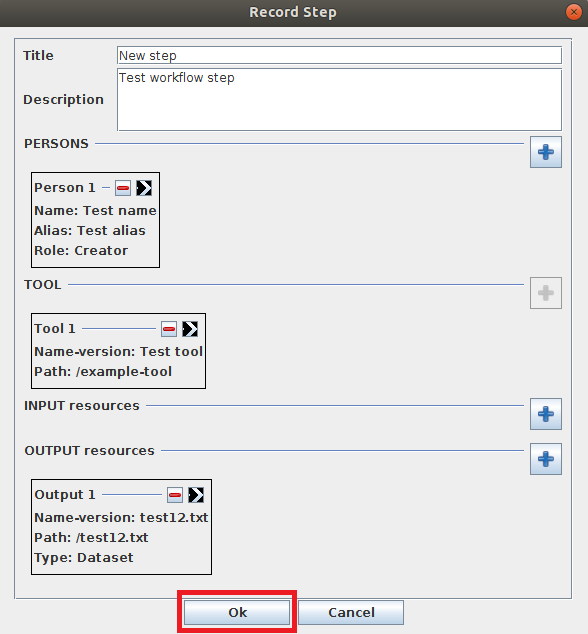 Record Step
Title New step
Description Test workflow step
PERSONS
Person 1
Name: Test name
Alias: Test alias
Role: Creator
TOOL
Tool 1
Name-version: Test tool
Path: /example-tool
INPUT resources
OUTPUT resources
Output 1
Name-version: test12.txt
Path: /test12.txt
Type: Dataset
Ok Cancel